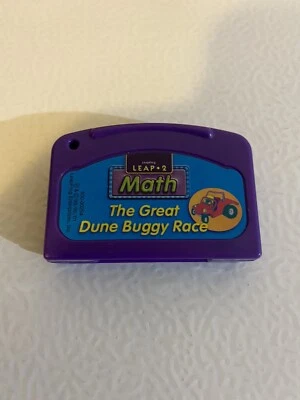 LEAP • 2
Math
The Great
Dune Buggy Race